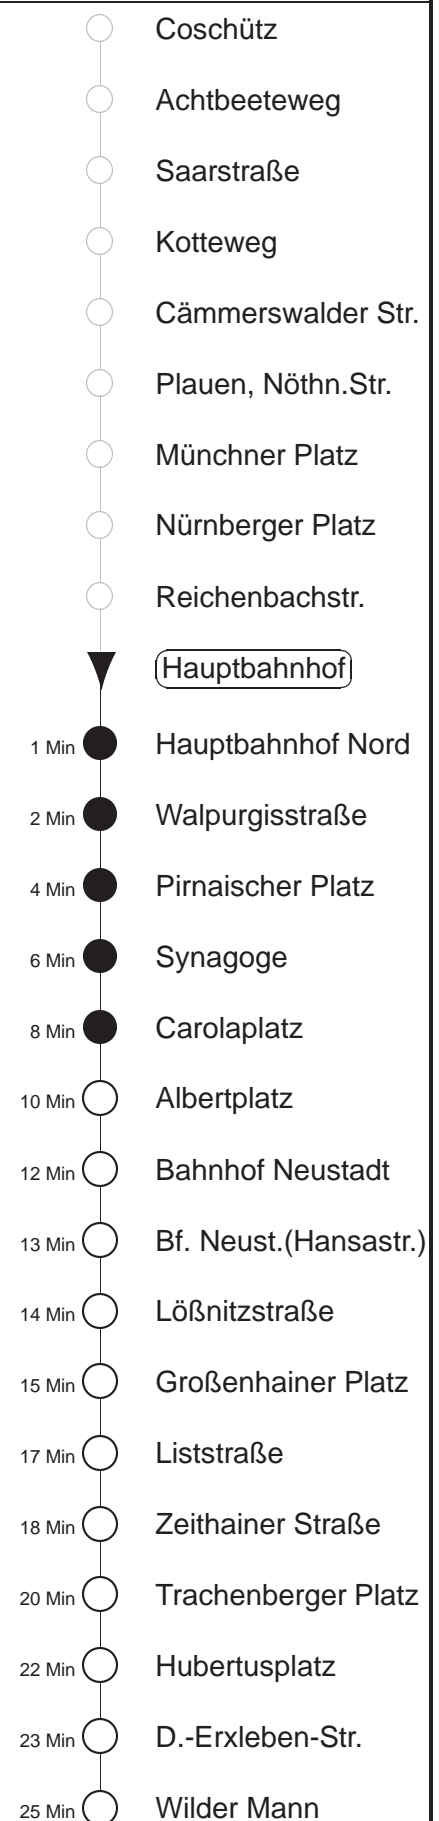 Coschütz
Achtbeeteweg
Saarstraße
Kotteweg
Cämmerswalder Str.
Plauen, Nöthn.Str.
Münchner Platz
Nürnberger Platz
Reichenbachstr.
Hauptbahnhof
1 Min Hauptbahnhof Nord
2 Min Walpurgisstraße
4 Min Pirnaischer Platz
6 Min Synagoge
8 Min Carolaplatz
10 Min Albertplatz
12 Min Bahnhof Neustadt
13 Min Bf. Neust.(Hansastr.)
14 Min Lößnitzstraße
15 Min Großenhainer Platz
17 Min Liststraße
18 Min Zeithainer Straße
20 Min Trachenberger Platz
22 Min Hubertusplatz
23 Min D.-Erxleben-Str.
25 Min Wilder Mann